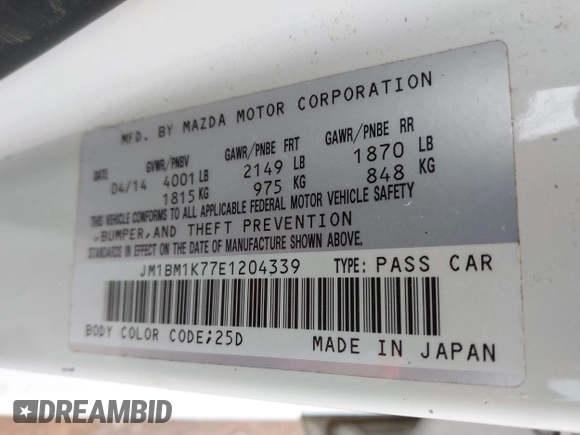 MFD. BY MAZDA MOTOR CORPORATION
DATE GVWR/PNBV GAWR/PNBE FRT GAWR/PNBE RR
04/14 4001 LB 2149 LB 1870 LB
1815 KG 975 KG 848 KG
THIS VEHICLE CONFORMS TO ALL APPLICABLE FEDERAL MOTOR VEHICLE SAFETY
,BUMPER,AND THEFT PREVENTION
STANDARDS IN EFFECT ON THE DATE OF MANUFACTURE SHOWN ABOVE.
JM1BM1K77E1204339 TYPE: PASS CAR
BODY COLOR CODE;25D MADE IN JAPAN
DREAMBID